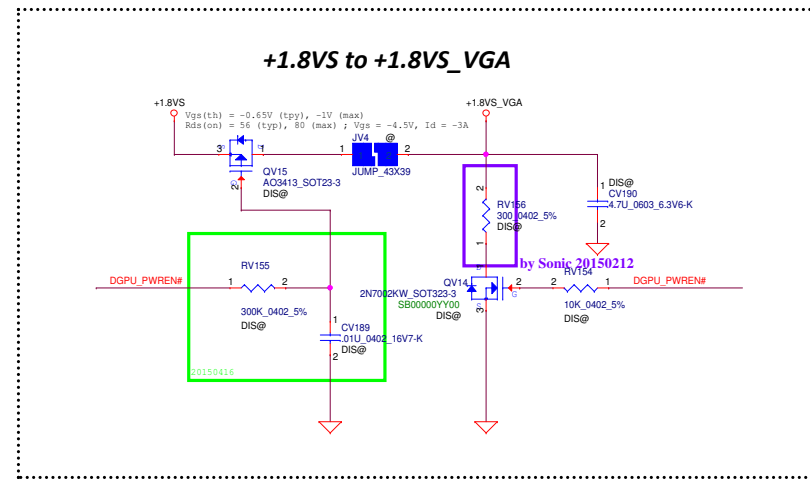 +1.8VS to +1.8VS_VGA
+1.8VS
+1.8VS_VGA
Vgs(th) = -0.65V (tpy), -1V (max)
Rds(on) = 56 (typ), 80 (max) ; Vgs = -4.5V, Id = -3A
JV4
@
3
1
1
2
JUMP_43X39
QV15
AO3413_SOT23-3
DIS@
2
G
2
RV156
300_0402_5%
DIS@
1
DIS@
1
CV190
4.7U_0603_6.3V6-K
2
by Sonic 20150212
RV155
DGPU_PWREN#
1
2
300K_0402_5%
DIS@
1
CV189
.01U_0402_16V7-K
DIS@
2
20150416
D
QV14
2N7002KW_SOT323-3
SB00000YY00
DIS@
G
S
3
2
RV154
2
1
DGPU_PWREN#
10K_0402_5%
DIS@